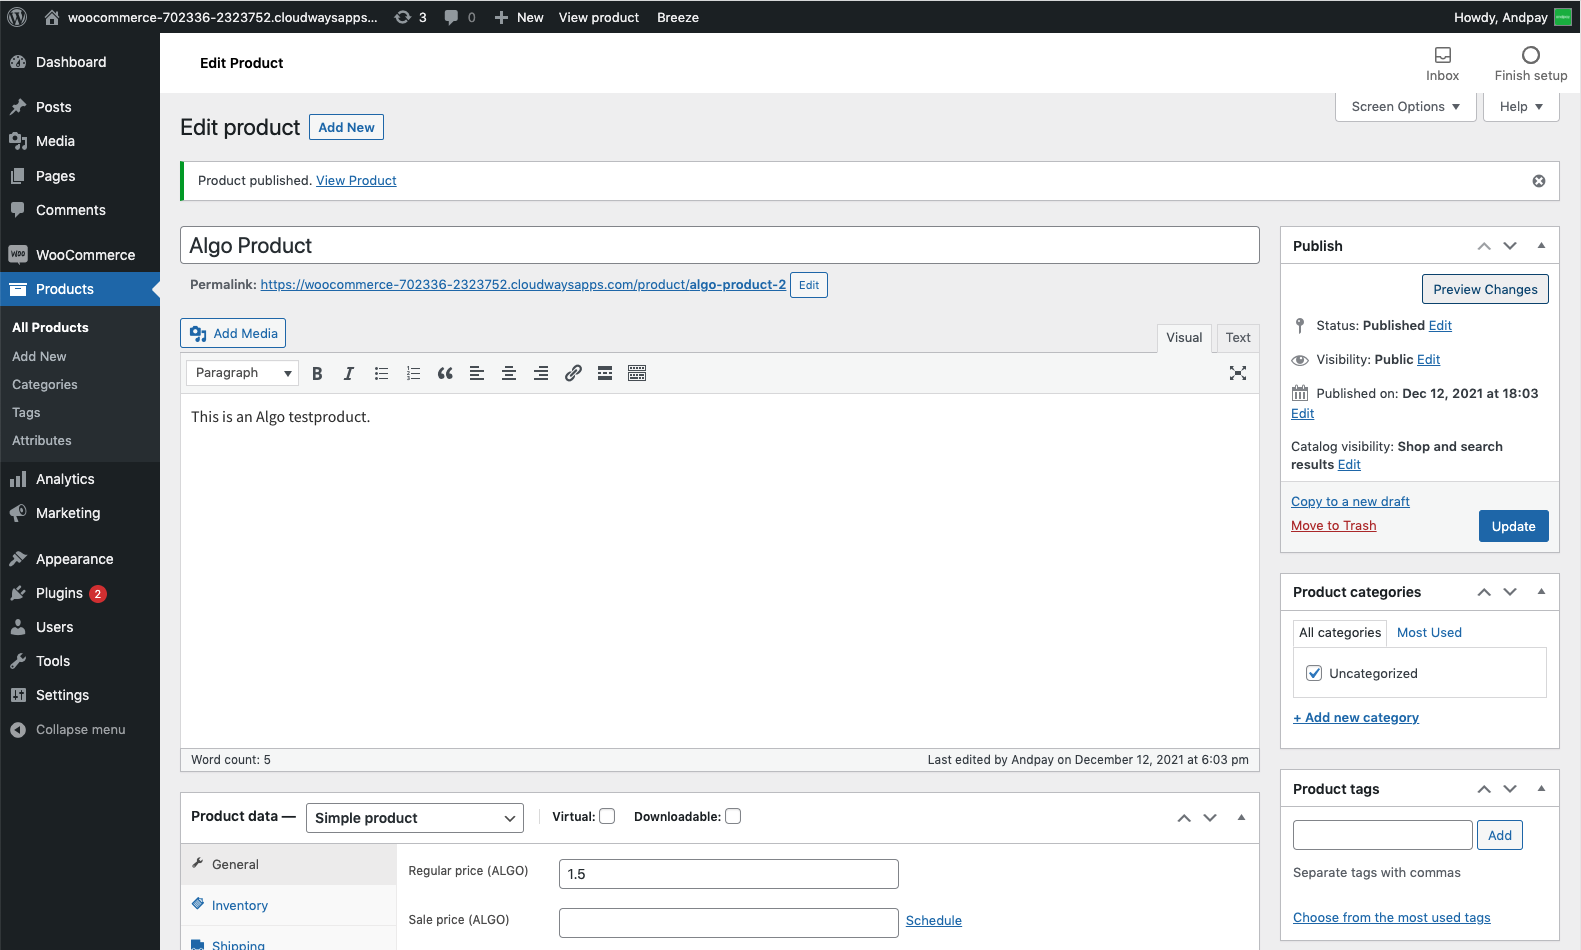 woocommerce-702336-2323752.cloudwaysapps... 3 0 New View product Breeze Howdy, Andpay
Dashboard
Posts
Media
Pages
Comments
WooCommerce
Products
All Products
Add New
Categories
Tags
Attributes
Analytics
Marketing
Appearance
Plugins 2
Users
Tools
Settings
Collapse menu
Edit Product
Inbox
Finish setup
Screen Options
Help
Edit product Add New
Product published. View Product
Algo Product
Permalink: https://woocommerce-702336-2323752.cloudwaysapps.com/product/algo-product-2 Edit
Add Media
Visual Text
Paragraph
This is an Algo testproduct.
Word count: 5 Last edited by Andpay on December 12, 2021 at 6:03 pm
Product data — Simple product Virtual: Downloadable:
General
Inventory
Shipping
Regular price (ALGO) 1.5
Sale price (ALGO) Schedule
Publish
Preview Changes
Status: Published Edit
Visibility: Public Edit
Published on: Dec 12, 2021 at 18:03
Edit
Catalog visibility: Shop and search
results Edit
Copy to a new draft
Move to Trash
Update
Product categories
All categories Most Used
Uncategorized
+ Add new category
Product tags
Add
Separate tags with commas
Choose from the most used tags